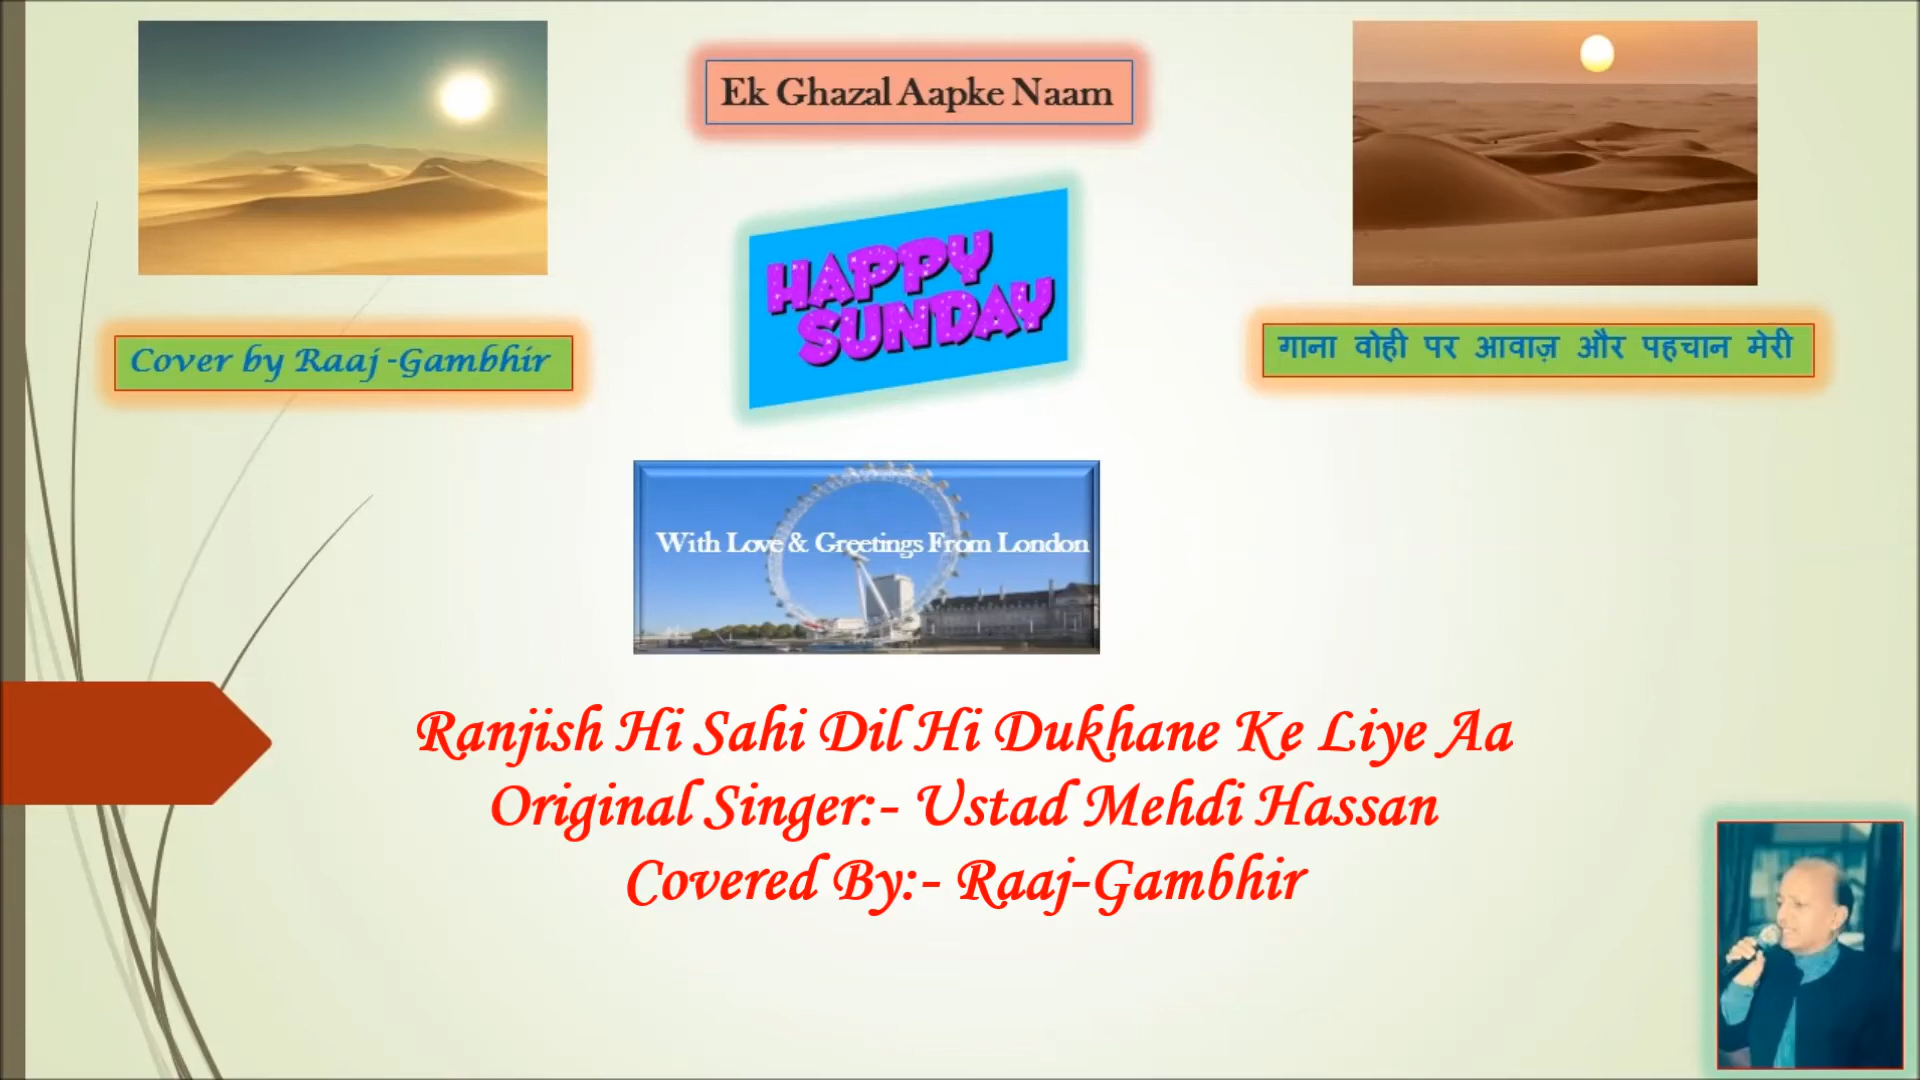 Ek Ghazal Aapke Naam
HAPPY
SUNDAY
Cover by Raaj -Gambhir
गाना वोही पर आवाज़ और पहचान मेरी
With Love & Greetings From London
Ranjish Hi Sahi Dil Hi Dukhane Ke Liye Aa
Original Singer:- Ustad Mehdi Hassan
Covered By:- Raaj-Gambhir